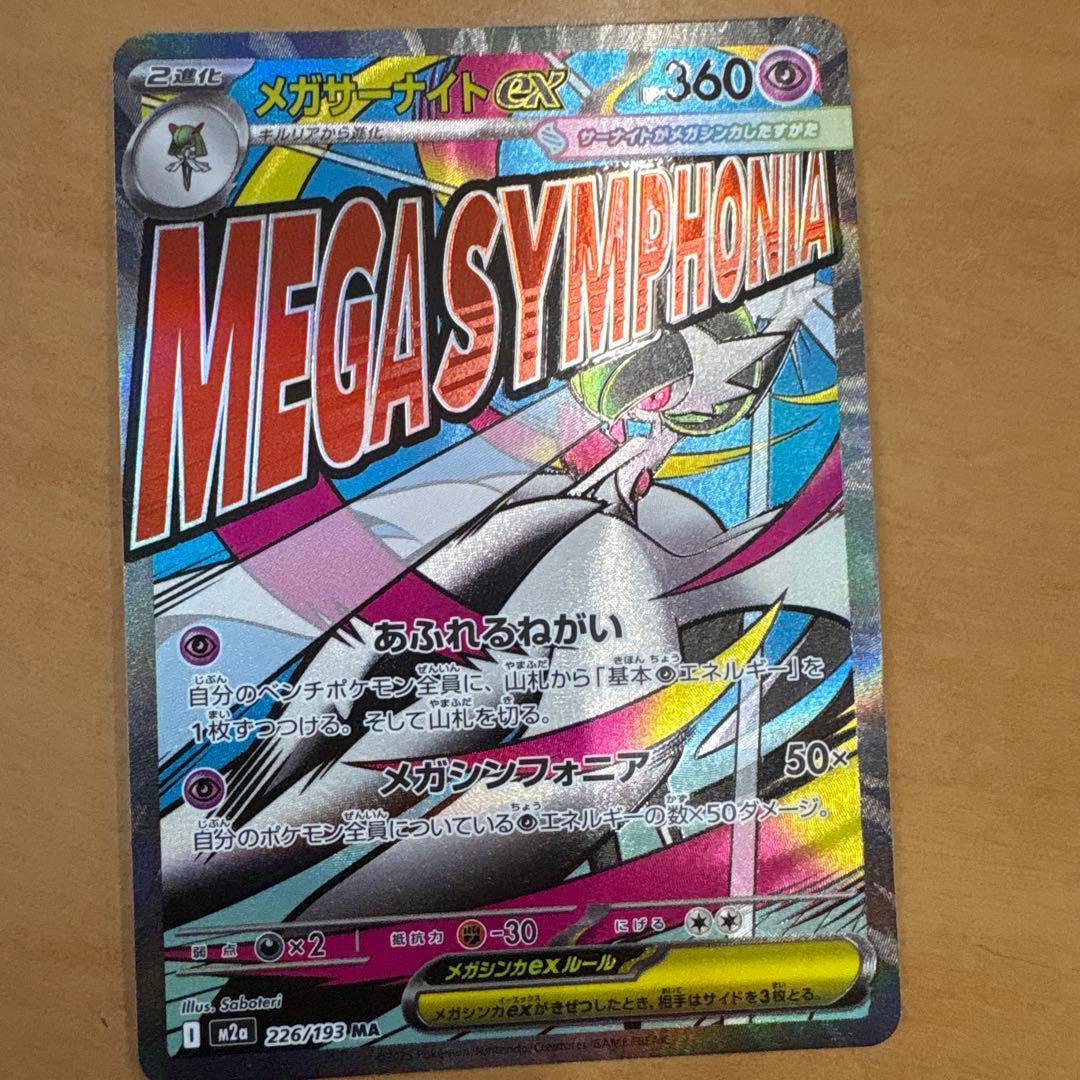 2進化
メガサーナイトex
360
キルリアから進化
サーナイトがメガシンカしたすがた
MEGA SYMPHONIA
あふれるねがい
自分のベンチポケモン全員に、山札から「基本エネルギー」を
1枚ずつつける。そして山札を切る。
メガシンフォニア 50×
自分のポケモン全員についているエネルギーの数×50ダメージ。
弱点 ×2 抵抗力 -30 にげる
メガシンカexルール
メガシンカexがきぜつしたとき、相手はサイドを3枚とる。
Illus. Saboteri
I M2a 226/193 MA
©2025 Pokémon/Nintendo/Creatures/GAME FREAK